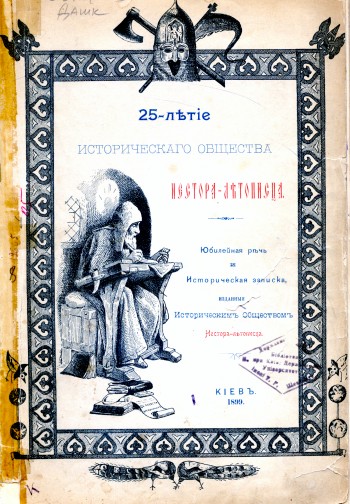 25-лѣтіе
ИСТОРИЧЕСКАГО ОБЩЕСТВА
НЕСТОРА-ЛѢТОПИСЦА.
Юбилейная рѣчь
и
Историческая записка,
изданныя
Историческимъ Обществомъ
Нестора-лѣтописца.
КІЕВЪ.
1899.